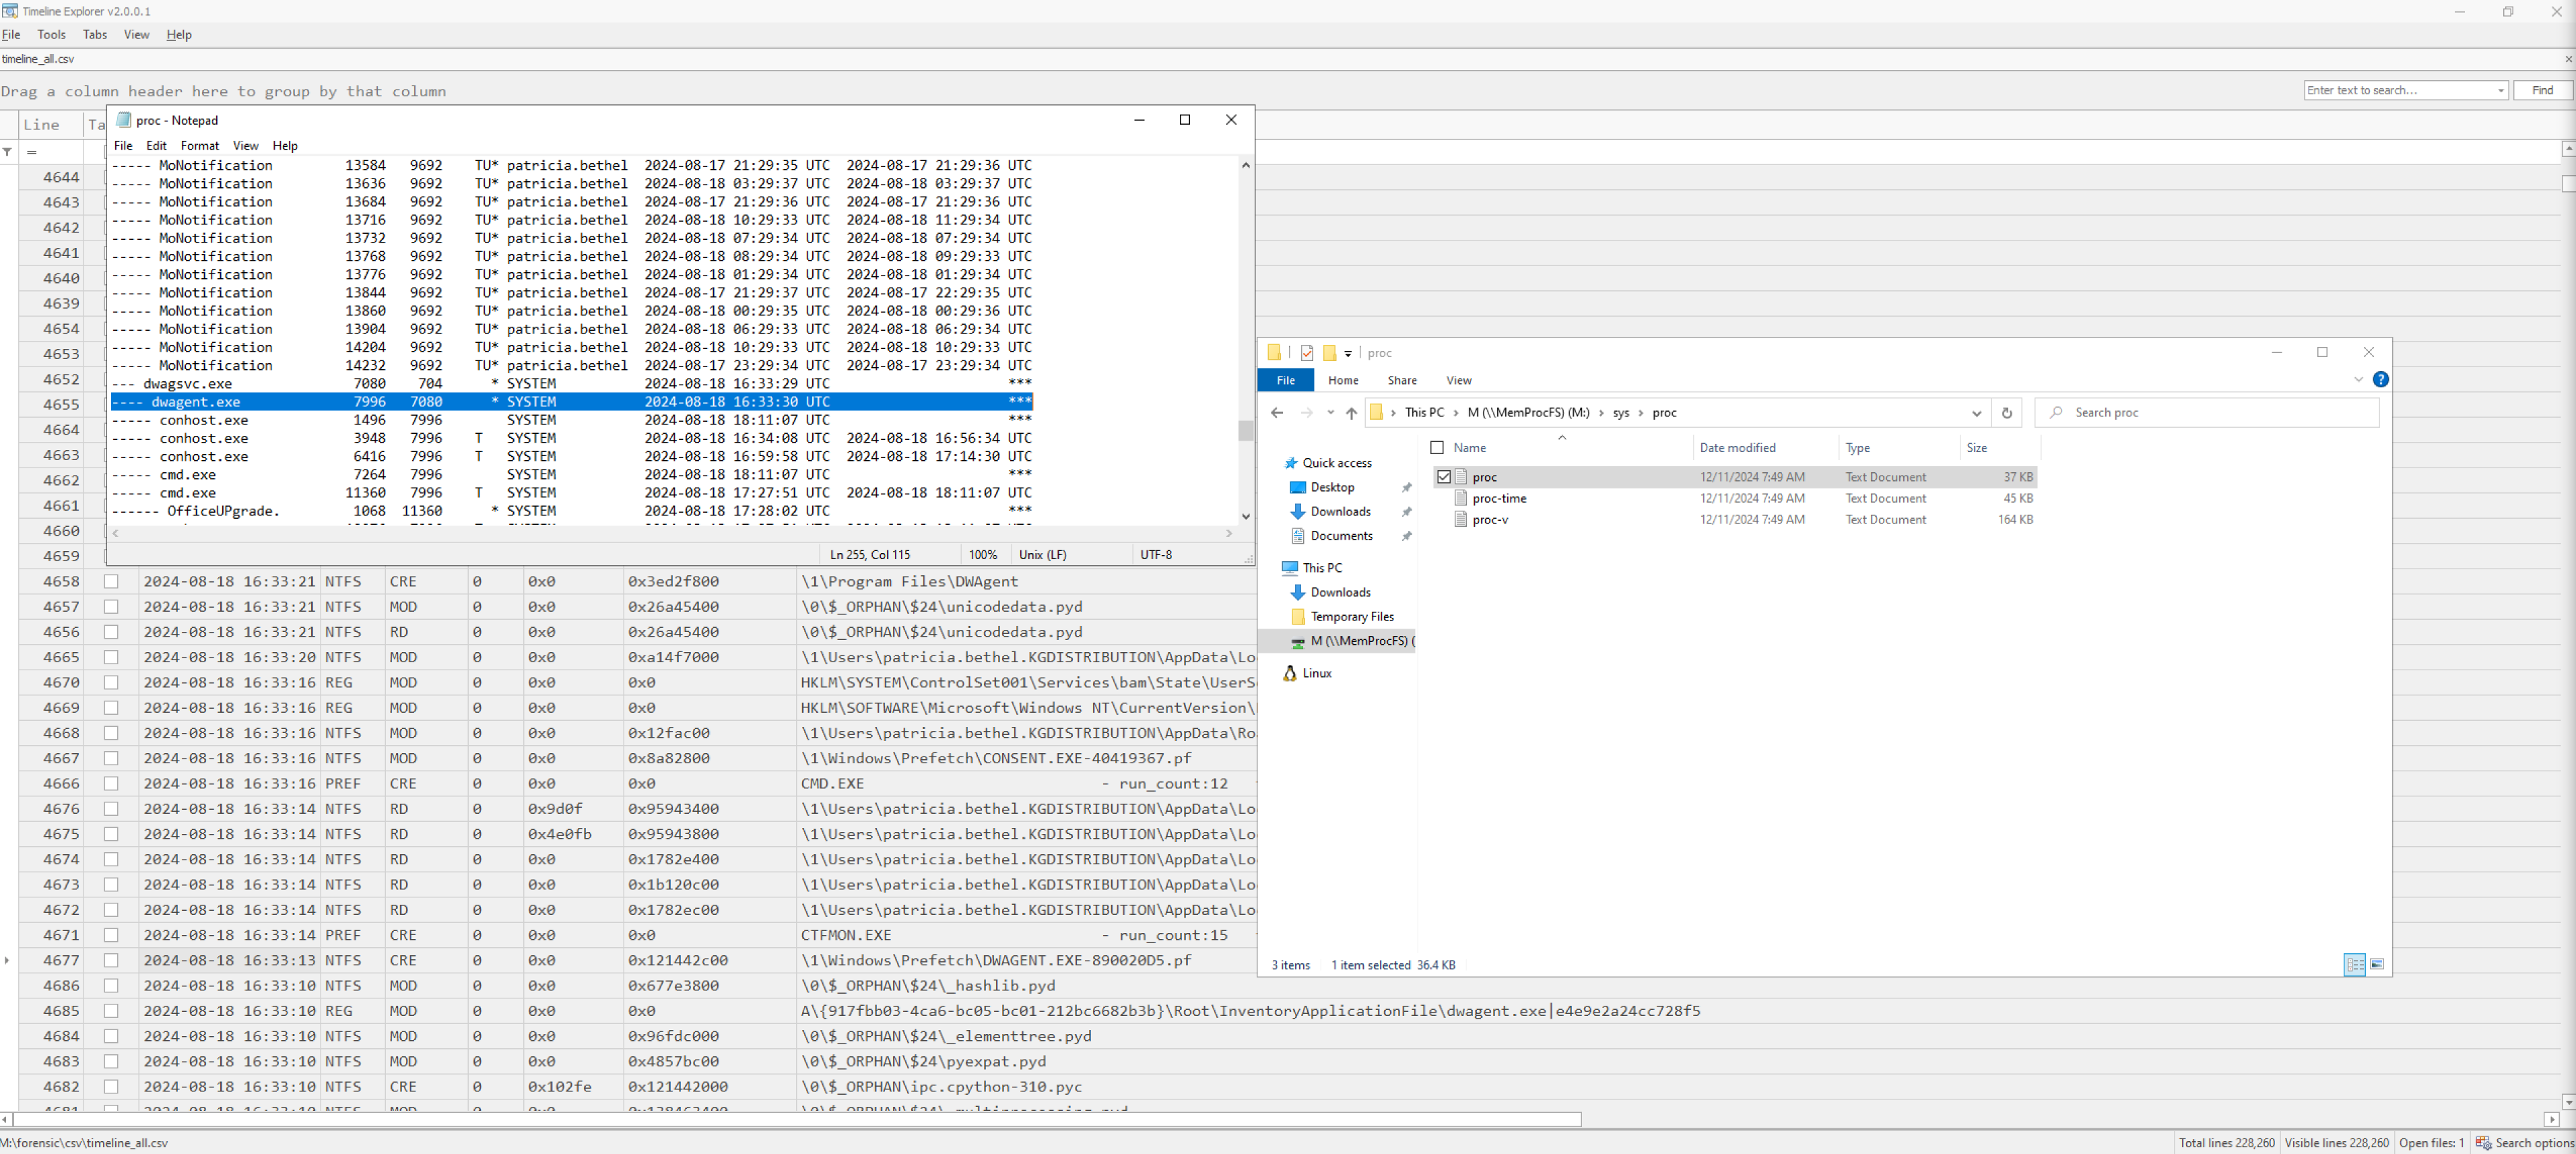 Timeline Explorer v2.0.0.1
File Tools Tabs View Help
timeline_all.csv
Drag a column header here to group by that column
Enter text to search... Find
Line Ta
=
4644
4643
4642
4641
4640
4639
4654
4653
4652
4655
4664
4663
4662
4661
4660
4659
proc - Notepad
File Edit Format View Help
----- MoNotification 13584 9692 TU* patricia.bethel 2024-08-17 21:29:35 UTC 2024-08-17 21:29:36 UTC
----- MoNotification 13636 9692 TU* patricia.bethel 2024-08-18 03:29:37 UTC 2024-08-18 03:29:37 UTC
----- MoNotification 13684 9692 TU* patricia.bethel 2024-08-17 21:29:36 UTC 2024-08-17 21:29:36 UTC
----- MoNotification 13716 9692 TU* patricia.bethel 2024-08-18 10:29:33 UTC 2024-08-18 11:29:34 UTC
----- MoNotification 13732 9692 TU* patricia.bethel 2024-08-18 07:29:34 UTC 2024-08-18 07:29:34 UTC
----- MoNotification 13768 9692 TU* patricia.bethel 2024-08-18 08:29:34 UTC 2024-08-18 09:29:33 UTC
----- MoNotification 13776 9692 TU* patricia.bethel 2024-08-18 01:29:34 UTC 2024-08-18 01:29:34 UTC
----- MoNotification 13844 9692 TU* patricia.bethel 2024-08-17 21:29:37 UTC 2024-08-17 22:29:35 UTC
----- MoNotification 13860 9692 TU* patricia.bethel 2024-08-18 00:29:35 UTC 2024-08-18 00:29:36 UTC
----- MoNotification 13904 9692 TU* patricia.bethel 2024-08-18 06:29:33 UTC 2024-08-18 06:29:34 UTC
----- MoNotification 14204 9692 TU* patricia.bethel 2024-08-18 10:29:33 UTC 2024-08-18 10:29:33 UTC
----- MoNotification 14232 9692 TU* patricia.bethel 2024-08-17 23:29:34 UTC 2024-08-17 23:29:34 UTC
--- dwagsvc.exe 7080 704 * SYSTEM 2024-08-18 16:33:29 UTC ***
---- dwagent.exe 7996 7080 * SYSTEM 2024-08-18 16:33:30 UTC ***
----- conhost.exe 1496 7996 SYSTEM 2024-08-18 18:11:07 UTC ***
----- conhost.exe 3948 7996 T SYSTEM 2024-08-18 16:34:08 UTC 2024-08-18 16:56:34 UTC
----- conhost.exe 6416 7996 T SYSTEM 2024-08-18 16:59:58 UTC 2024-08-18 17:14:30 UTC
----- cmd.exe 7264 7996 SYSTEM 2024-08-18 18:11:07 UTC ***
----- cmd.exe 11360 7996 T SYSTEM 2024-08-18 17:27:51 UTC 2024-08-18 18:11:07 UTC
------ OfficeUPgrade. 1068 11360 * SYSTEM 2024-08-18 17:28:02 UTC ***
Ln 255, Col 115 100% Unix (LF) UTF-8
proc
File Home Share View
This PC › M (\\MemProcFS) (M:) › sys › proc
Search proc
Name Date modified Type Size
proc 12/11/2024 7:49 AM Text Document 37 KB
proc-time 12/11/2024 7:49 AM Text Document 45 KB
proc-v 12/11/2024 7:49 AM Text Document 164 KB
Quick access
Desktop
Downloads
Documents
This PC
Downloads
Temporary Files
M (\\MemProcFS) (
Linux
3 items 1 item selected 36.4 KB
4658 2024-08-18 16:33:21 NTFS CRE 0 0x0 0x3ed2f800 \1\Program Files\DWAgent
4657 2024-08-18 16:33:21 NTFS MOD 0 0x0 0x26a45400 \0\$_ORPHAN\$24\unicodedata.pyd
4656 2024-08-18 16:33:21 NTFS RD 0 0x0 0x26a45400 \0\$_ORPHAN\$24\unicodedata.pyd
4665 2024-08-18 16:33:20 NTFS MOD 0 0x0 0xa14f7000 \1\Users\patricia.bethel.KGDISTRIBUTION\AppData\Lo
4670 2024-08-18 16:33:16 REG MOD 0 0x0 0x0 HKLM\SYSTEM\ControlSet001\Services\bam\State\UserS
4669 2024-08-18 16:33:16 REG MOD 0 0x0 0x0 HKLM\SOFTWARE\Microsoft\Windows NT\CurrentVersion\
4668 2024-08-18 16:33:16 NTFS MOD 0 0x0 0x12fac00 \1\Users\patricia.bethel.KGDISTRIBUTION\AppData\Ro
4667 2024-08-18 16:33:16 NTFS MOD 0 0x0 0x8a82800 \1\Windows\Prefetch\CONSENT.EXE-40419367.pf
4666 2024-08-18 16:33:16 PREF CRE 0 0x0 0x0 CMD.EXE - run_count:12
4676 2024-08-18 16:33:14 NTFS RD 0 0x9d0f 0x95943400 \1\Users\patricia.bethel.KGDISTRIBUTION\AppData\Lo
4675 2024-08-18 16:33:14 NTFS RD 0 0x4e0fb 0x95943800 \1\Users\patricia.bethel.KGDISTRIBUTION\AppData\Lo
4674 2024-08-18 16:33:14 NTFS RD 0 0x0 0x1782e400 \1\Users\patricia.bethel.KGDISTRIBUTION\AppData\Lo
4673 2024-08-18 16:33:14 NTFS RD 0 0x0 0x1b120c00 \1\Users\patricia.bethel.KGDISTRIBUTION\AppData\Lo
4672 2024-08-18 16:33:14 NTFS RD 0 0x0 0x1782ec00 \1\Users\patricia.bethel.KGDISTRIBUTION\AppData\Lo
4671 2024-08-18 16:33:14 PREF CRE 0 0x0 0x0 CTFMON.EXE - run_count:15
4677 2024-08-18 16:33:13 NTFS CRE 0 0x0 0x121442c00 \1\Windows\Prefetch\DWAGENT.EXE-890020D5.pf
4686 2024-08-18 16:33:10 NTFS MOD 0 0x0 0x677e3800 \0\$_ORPHAN\$24\_hashlib.pyd
4685 2024-08-18 16:33:10 REG MOD 0 0x0 0x0 A\{917fbb03-4ca6-bc05-bc01-212bc6682b3b}\Root\InventoryApplicationFile\dwagent.exe|e4e9e2a24cc728f5
4684 2024-08-18 16:33:10 NTFS MOD 0 0x0 0x96fdc000 \0\$_ORPHAN\$24\_elementtree.pyd
4683 2024-08-18 16:33:10 NTFS MOD 0 0x0 0x4857bc00 \0\$_ORPHAN\$24\pyexpat.pyd
4682 2024-08-18 16:33:10 NTFS CRE 0 0x102fe 0x121442000 \0\$_ORPHAN\ipc.cpython-310.pyc
M:\forensic\csv\timeline_all.csv
Total lines 228,260 Visible lines 228,260 Open files: 1 Search options